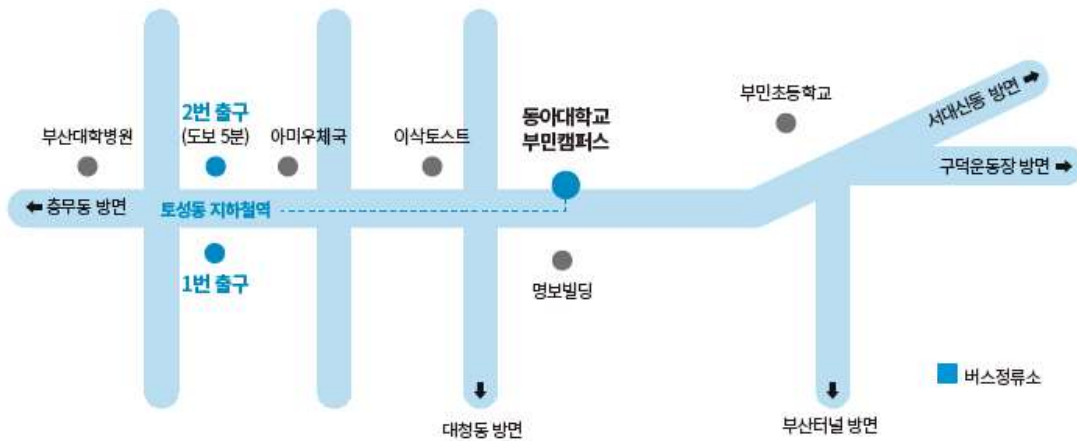 부산대학병원
2번 출구
(도보 5분)
아미우체국
이삭토스트
동아대학교
부민캠퍼스
부민초등학교
서대신동 방면 ➡
구덕운동장 방면 ➡
⬅ 충무동 방면
토성동 지하철역
1번 출구
명보빌딩
버스정류소
대청동 방면
부산터널 방면